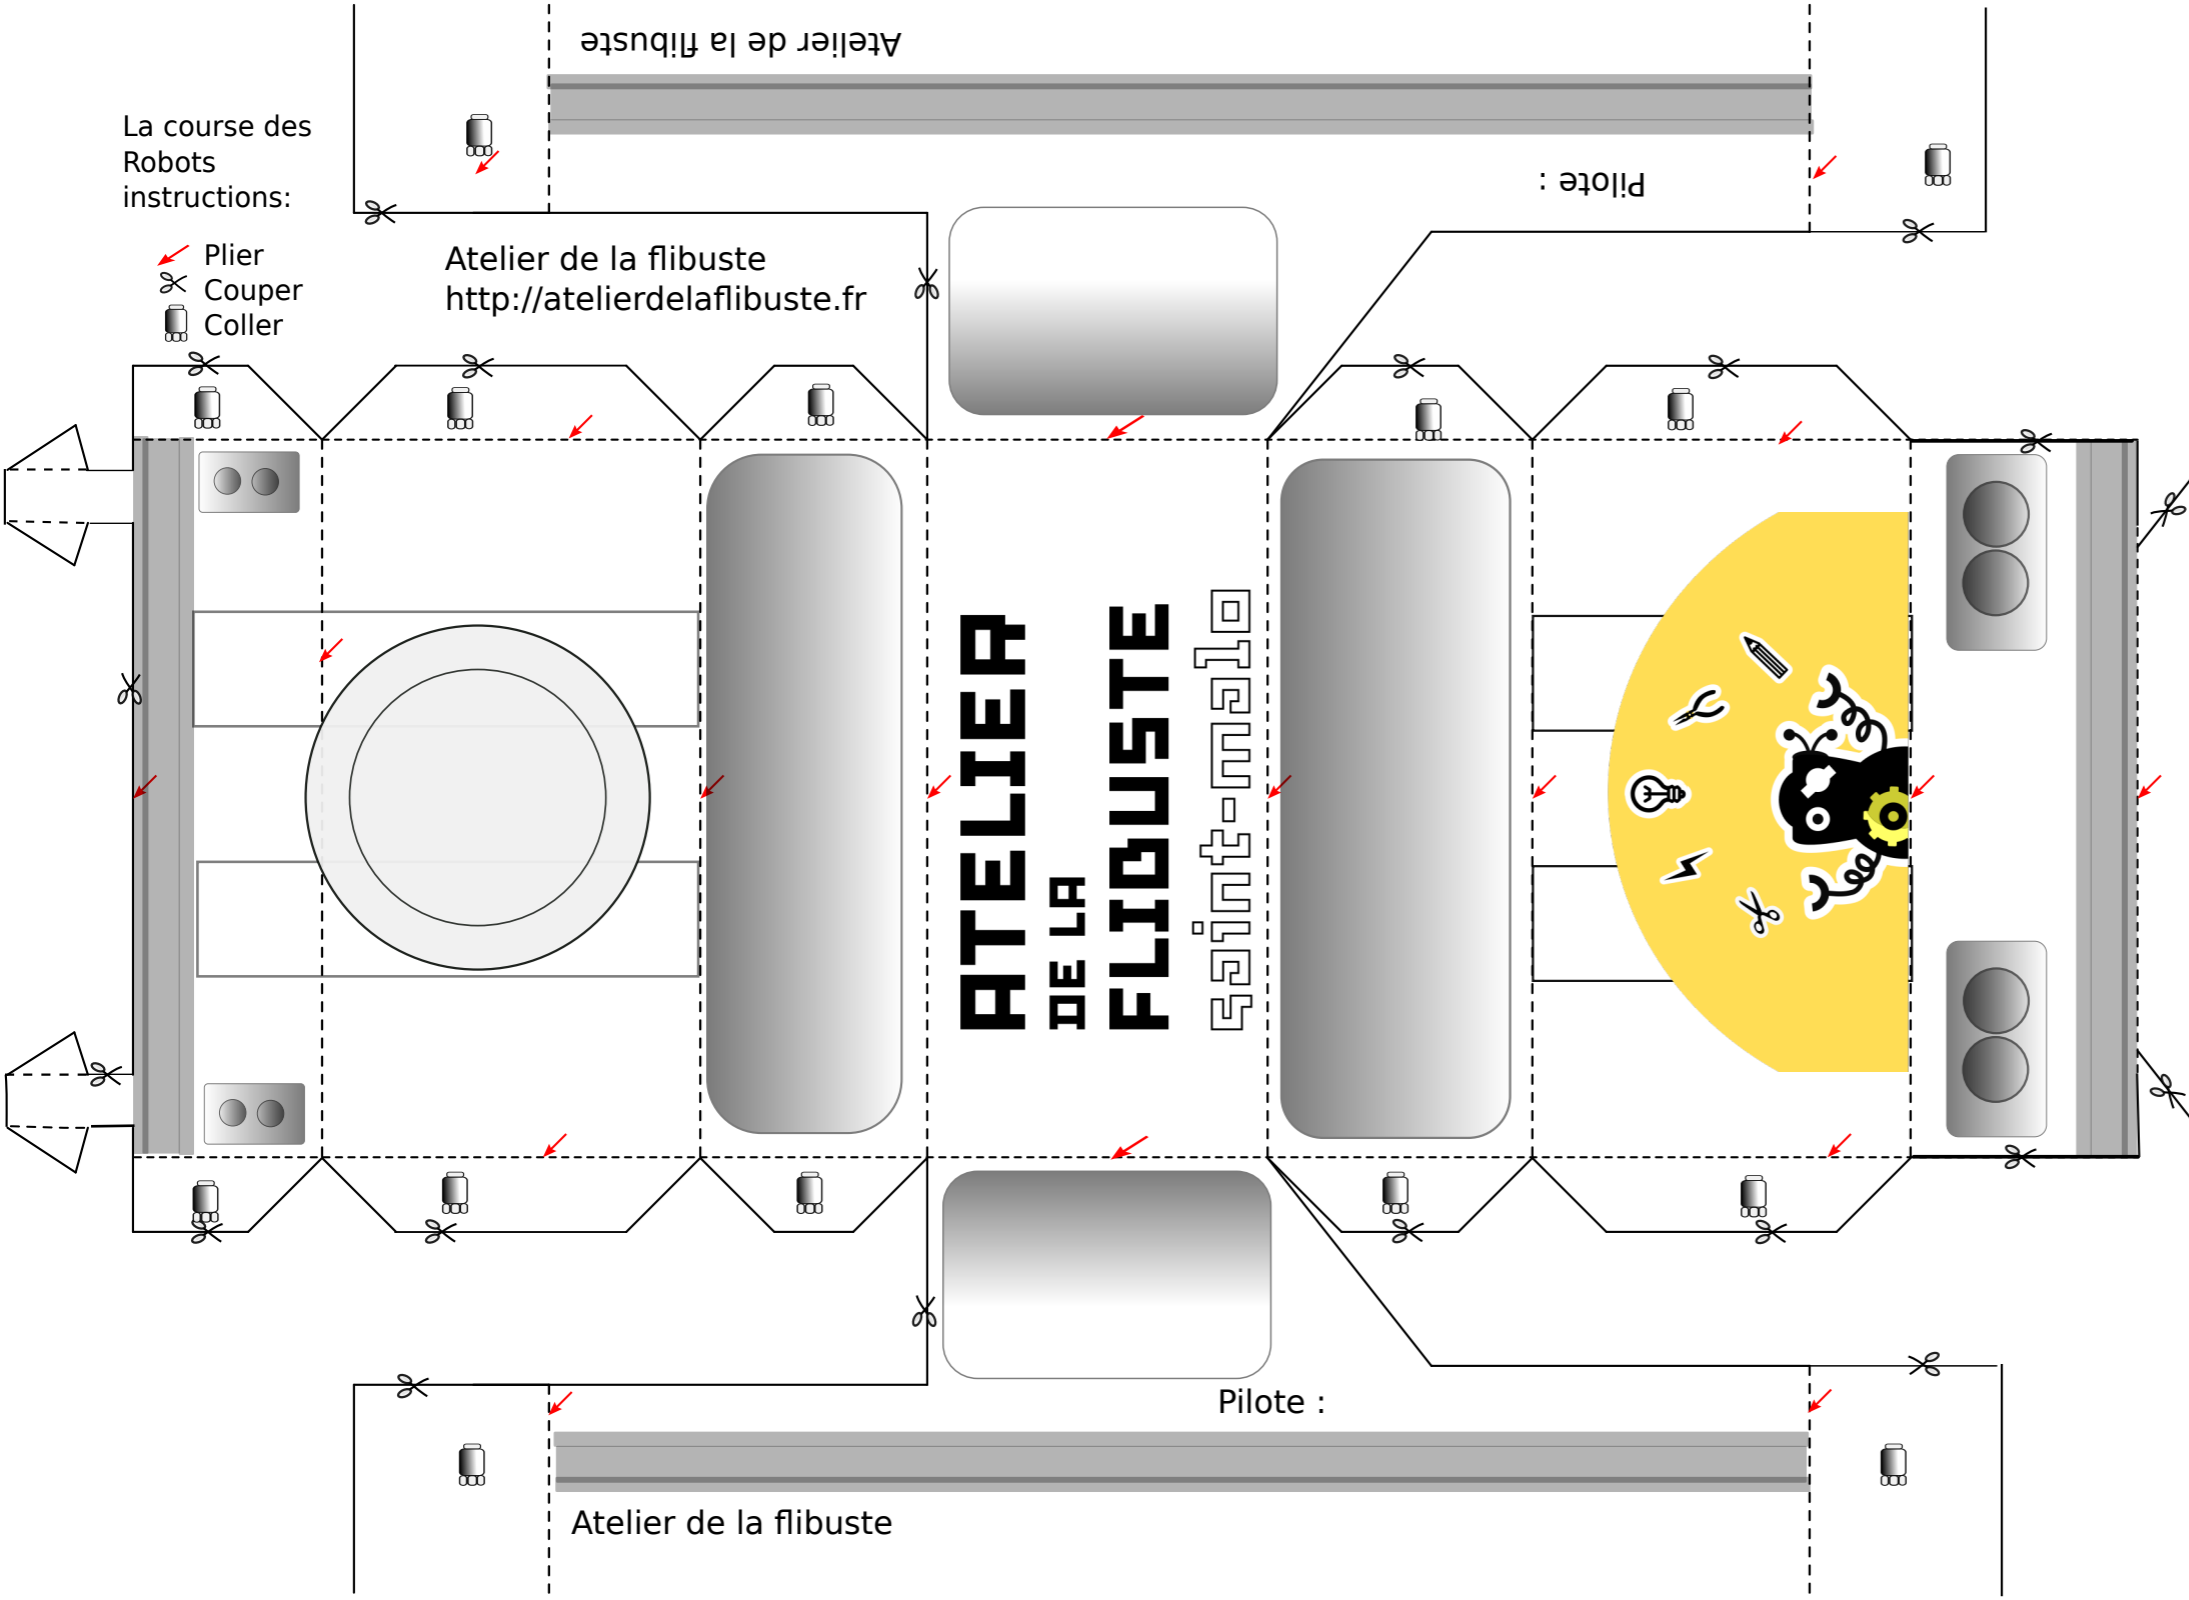 Atelier de la flibuste
La course des
Robots
instructions:
Pilote :
Plier
Couper
Coller
Atelier de la flibuste
http://atelierdelaflibuste.fr
ATELIER
DE LA
FLIBUSTE
saint-malo
Pilote :
Atelier de la flibuste